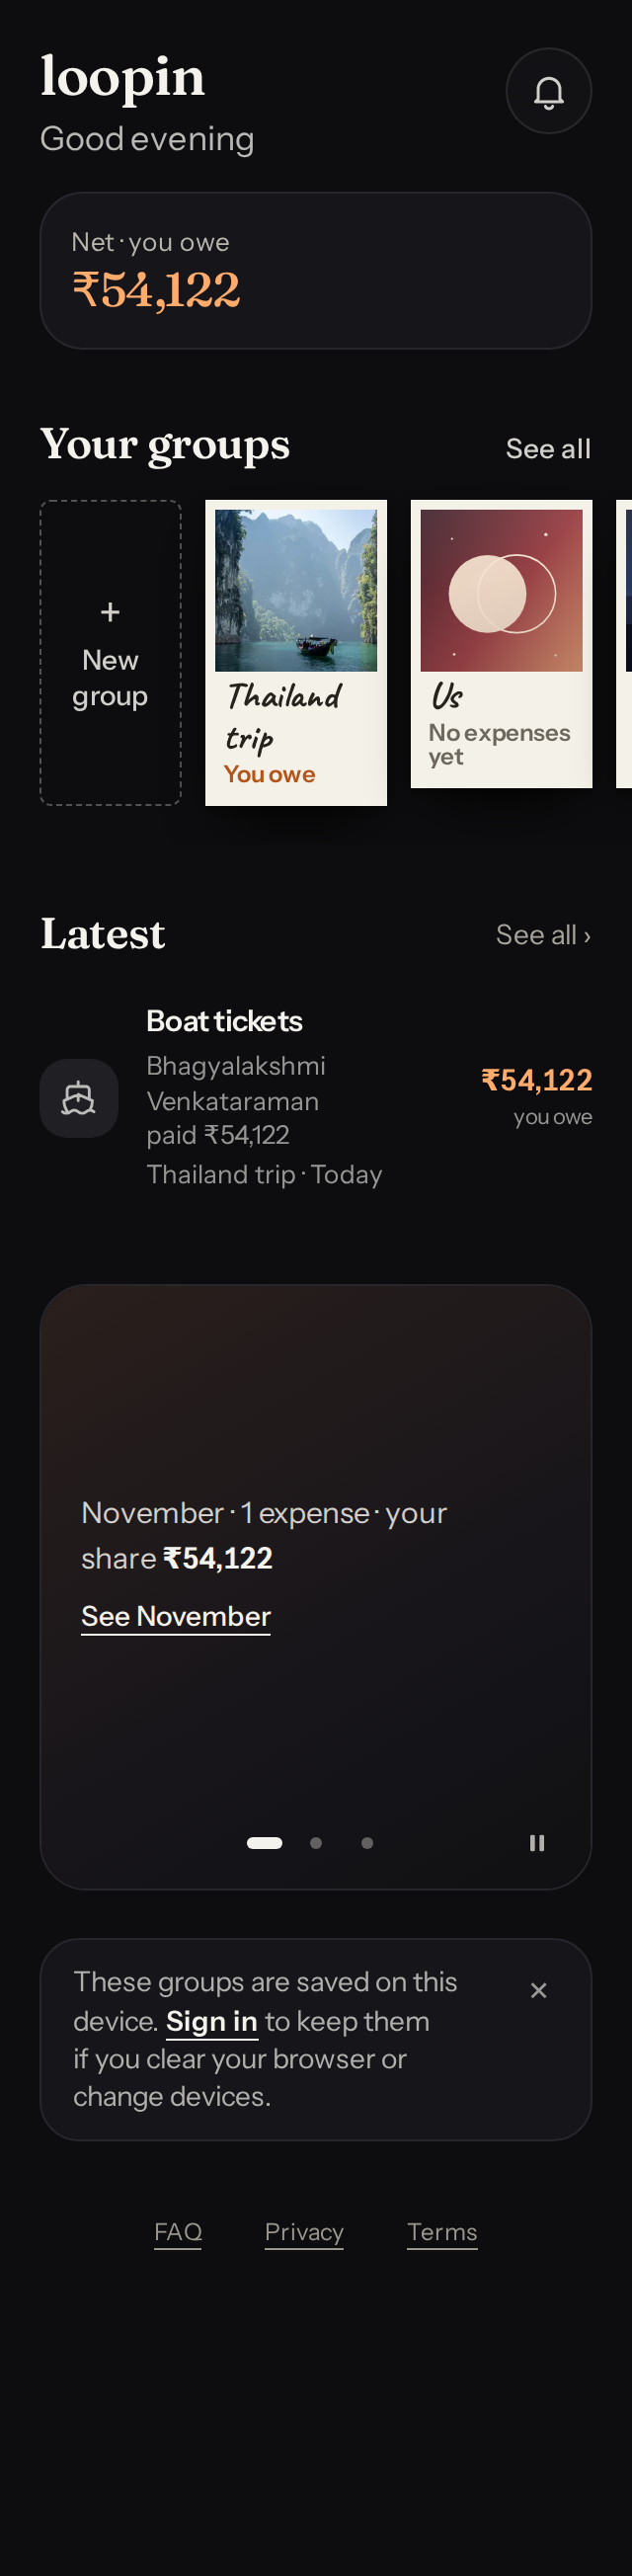 loopin
Good evening
Net · you owe
₹54,122
Your groups
See all
+
New
group
Thailand
trip
You owe
Us
No expenses
yet
Latest
See all ›
Boat tickets
Bhagyalakshmi
Venkataraman
paid ₹54,122
Thailand trip · Today
₹54,122
you owe
November · 1 expense · your
share ₹54,122
See November
These groups are saved on this
device. Sign in to keep them
if you clear your browser or
change devices.
FAQ
Privacy
Terms